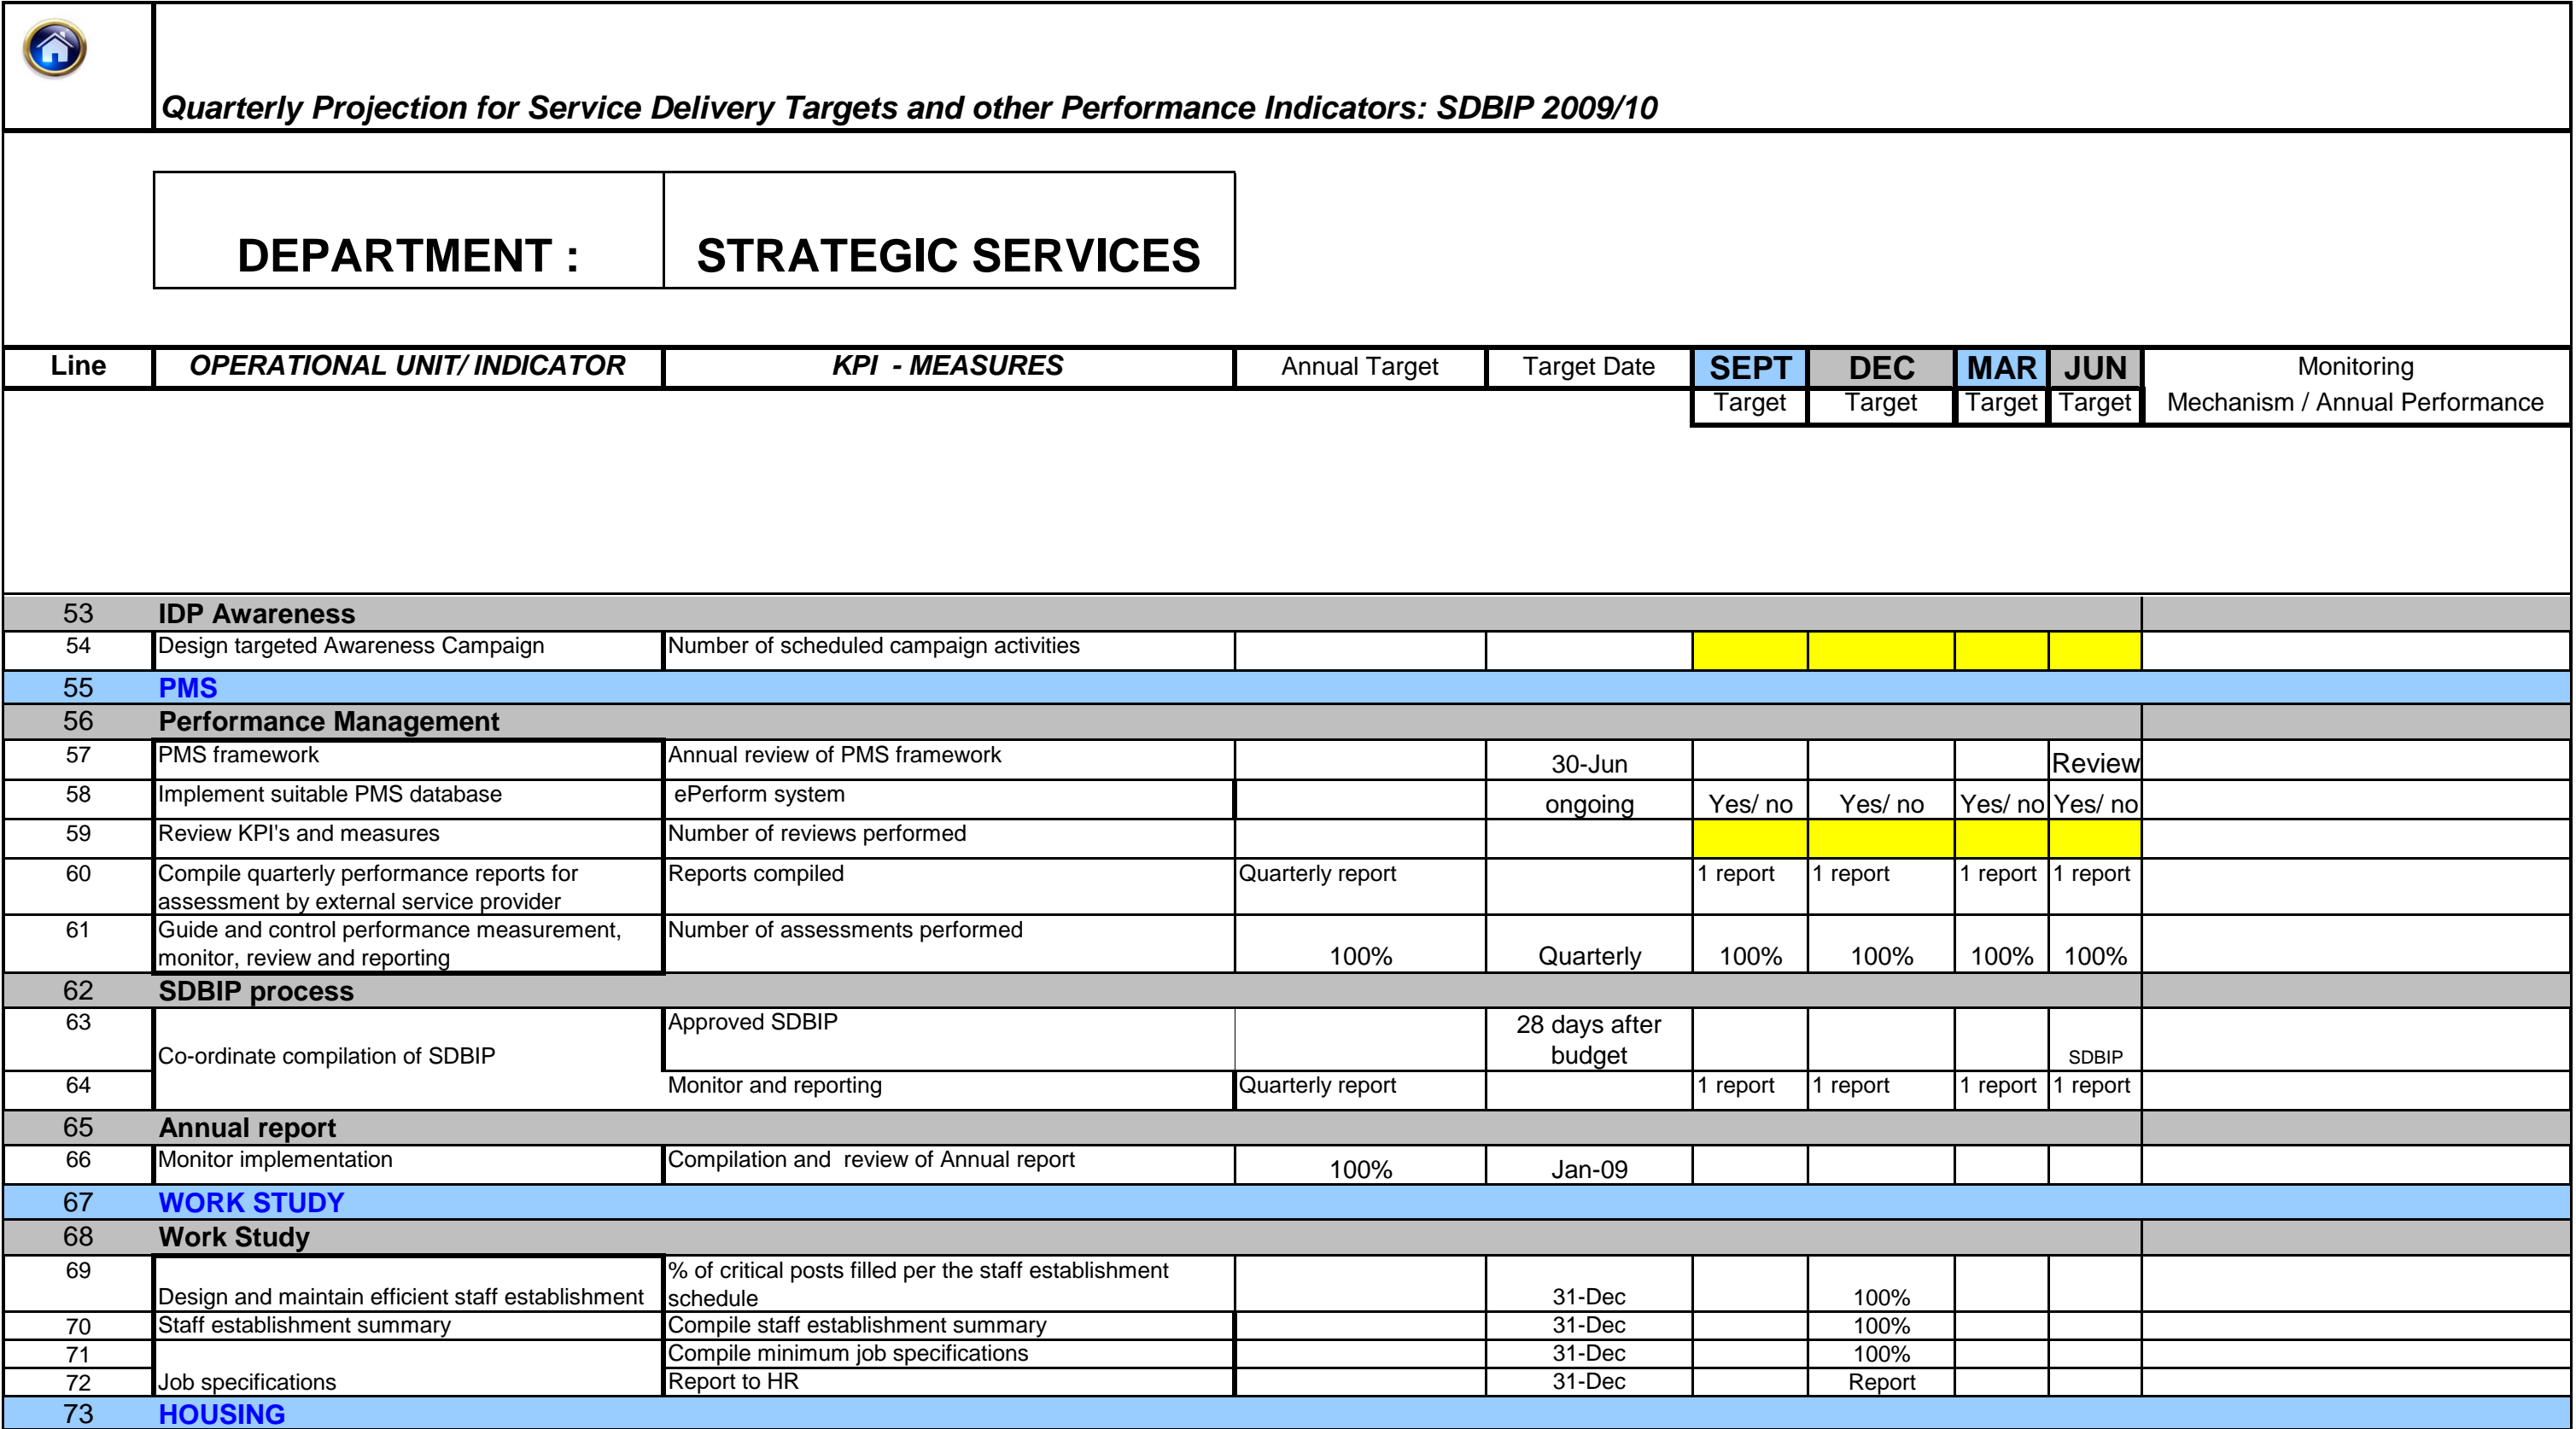 Quarterly Projection for Service Delivery Targets and other Performance Indicators: SDBIP 2009/10
DEPARTMENT : STRATEGIC SERVICES
Line OPERATIONAL UNIT/ INDICATOR KPI - MEASURES Annual Target Target Date SEPT DEC MAR JUN Monitoring
Target Target Target Target Mechanism / Annual Performance
53 IDP Awareness
54 Design targeted Awareness Campaign Number of scheduled campaign activities
55 PMS
56 Performance Management
57 PMS framework Annual review of PMS framework 30-Jun Review
58 Implement suitable PMS database ePerform system ongoing Yes/ no Yes/ no Yes/ no Yes/ no
59 Review KPI's and measures Number of reviews performed
60 Compile quarterly performance reports for Reports compiled Quarterly report 1 report 1 report 1 report 1 report
assessment by external service provider
61 Guide and control performance measurement, Number of assessments performed
monitor, review and reporting 100% Quarterly 100% 100% 100% 100%
62 SDBIP process
63 Approved SDBIP 28 days after
Co-ordinate compilation of SDBIP budget SDBIP
64 Monitor and reporting Quarterly report 1 report 1 report 1 report 1 report
65 Annual report
66 Monitor implementation Compilation and review of Annual report 100% Jan-09
67 WORK STUDY
68 Work Study
69 % of critical posts filled per the staff establishment
Design and maintain efficient staff establishment schedule 31-Dec 100%
70 Staff establishment summary Compile staff establishment summary 31-Dec 100%
71 Compile minimum job specifications 31-Dec 100%
72 Job specifications Report to HR 31-Dec Report
73 HOUSING